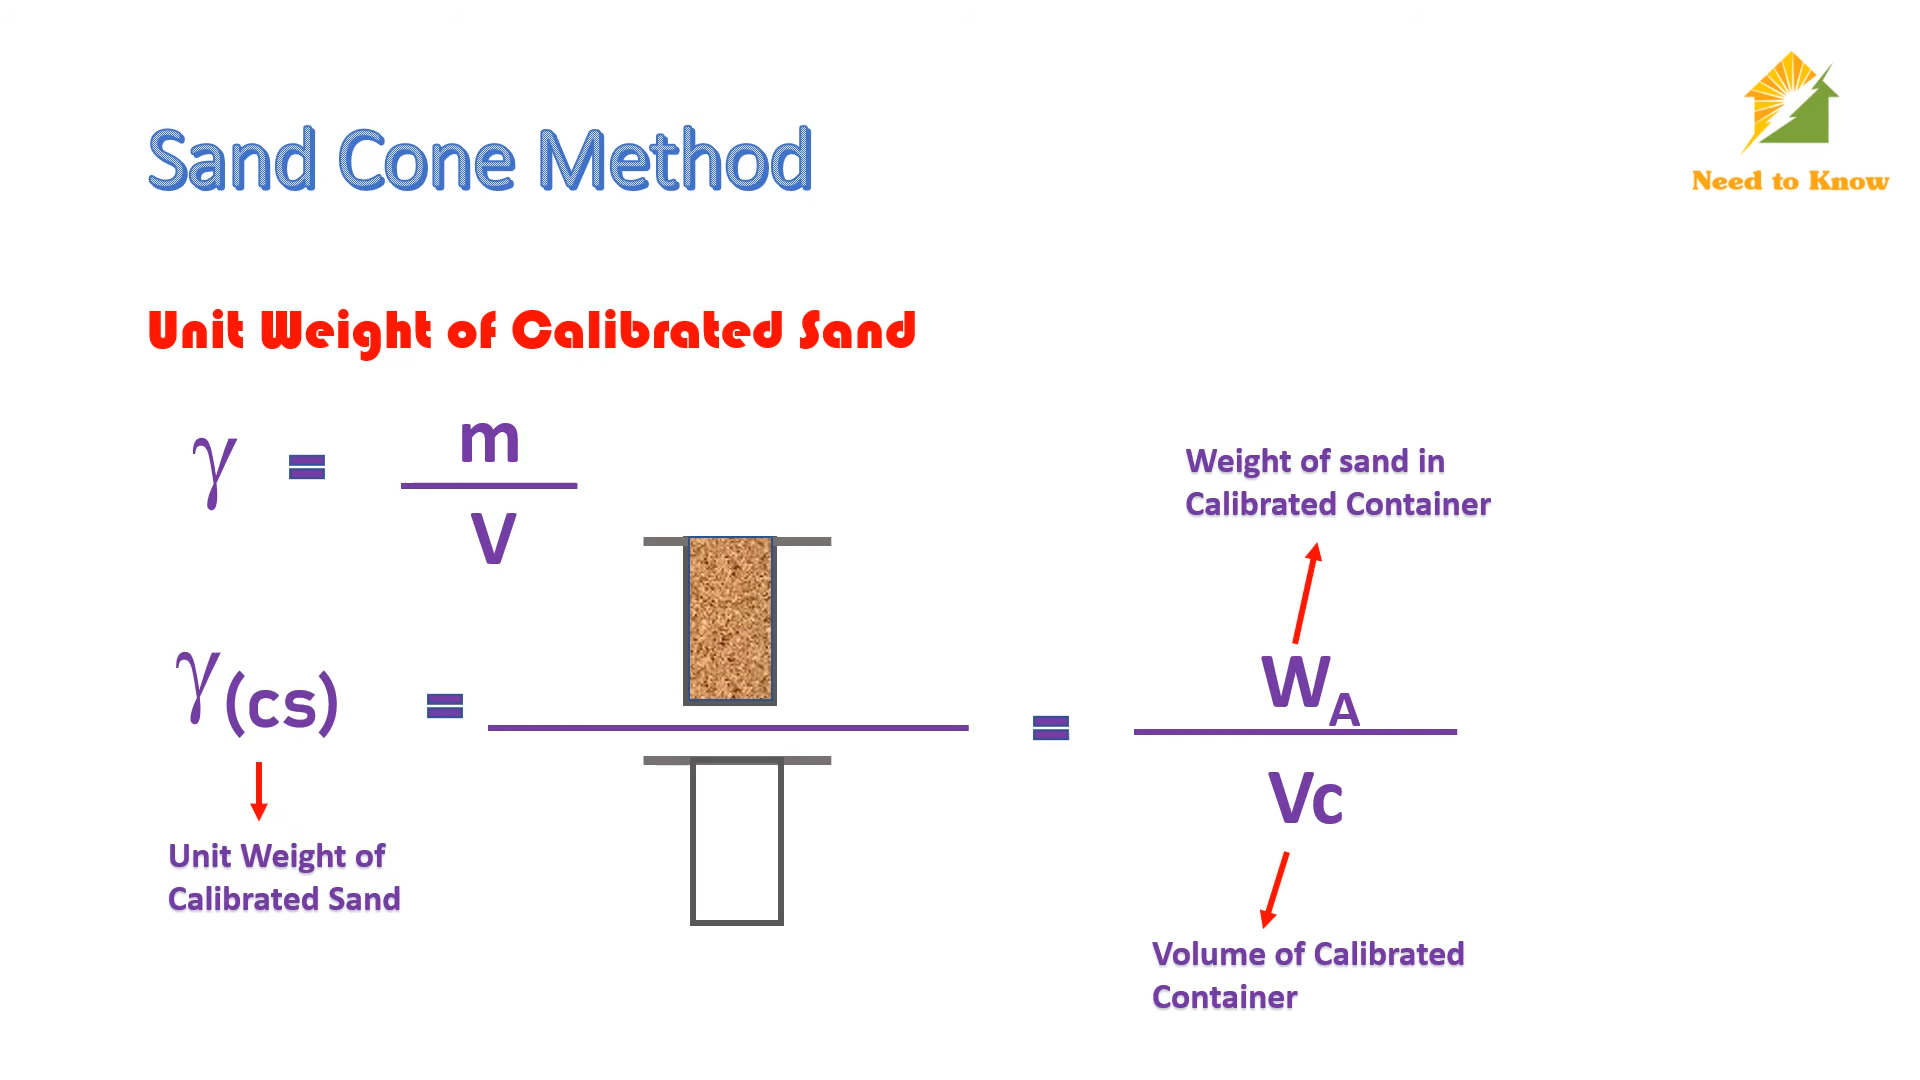 Need to Know
Sand Cone Method
Unit Weight of Calibrated Sand
γ = m
V
Weight of sand in
Calibrated Container
γ(cs) = = WA
Vc
Unit Weight of
Calibrated Sand
Volume of Calibrated
Container